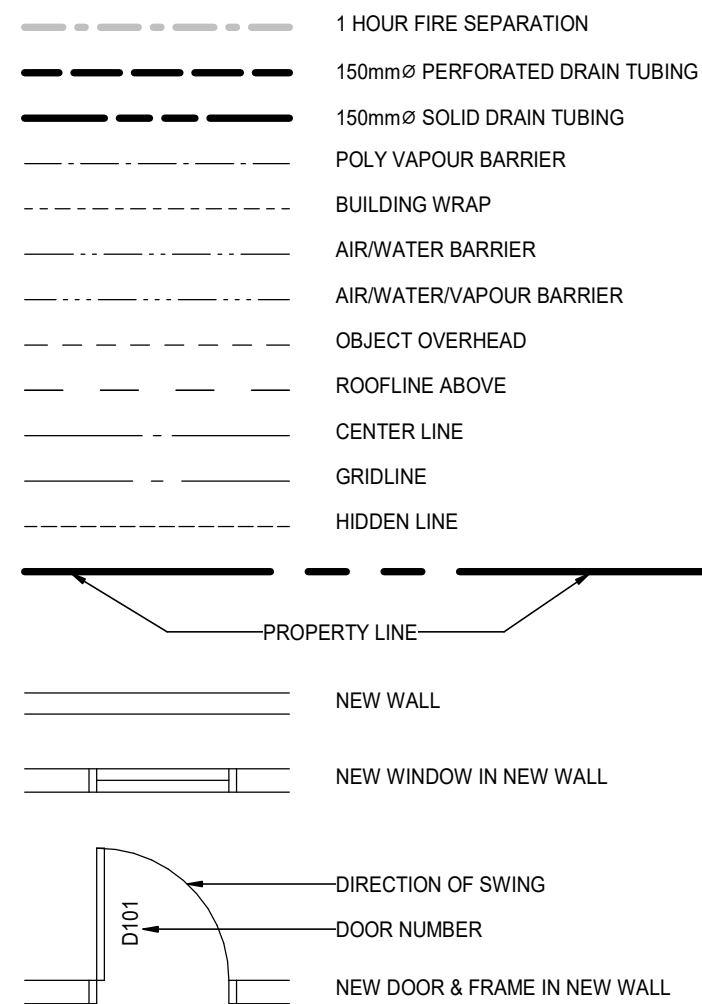 1 HOUR FIRE SEPARATION
150mm∅ PERFORATED DRAIN TUBING
150mm∅ SOLID DRAIN TUBING
POLY VAPOUR BARRIER
BUILDING WRAP
AIR/WATER BARRIER
AIR/WATER/VAPOUR BARRIER
OBJECT OVERHEAD
ROOFLINE ABOVE
CENTER LINE
GRIDLINE
HIDDEN LINE
PROPERTY LINE
NEW WALL
NEW WINDOW IN NEW WALL
DIRECTION OF SWING
D101
DOOR NUMBER
NEW DOOR & FRAME IN NEW WALL